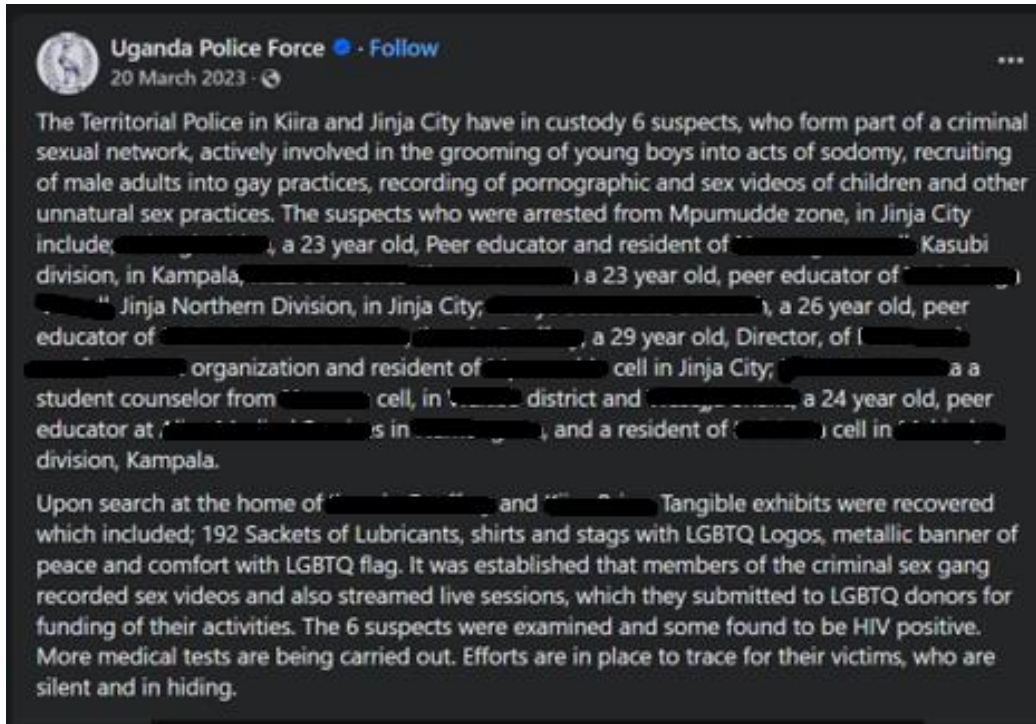 Uganda Police Force · Follow
20 March 2023 ·
The Territorial Police in Kiira and Jinja City have in custody 6 suspects, who form part of a criminal
sexual network, actively involved in the grooming of young boys into acts of sodomy, recruiting
of male adults into gay practices, recording of pornographic and sex videos of children and other
unnatural sex practices. The suspects who were arrested from Mpumudde zone, in Jinja City
include; , a 23 year old, Peer educator and resident of Kasubi
division, in Kampala, a 23 year old, peer educator of
Jinja Northern Division, in Jinja City; , a 26 year old, peer
educator of , a 29 year old, Director, of
organization and resident of cell in Jinja City; a
student counselor from cell, in district and , a 24 year old, peer
educator at in , and a resident of cell in
division, Kampala.
Upon search at the home of and Tangible exhibits were recovered
which included; 192 Sackets of Lubricants, shirts and stags with LGBTQ Logos, metallic banner of
peace and comfort with LGBTQ flag. It was established that members of the criminal sex gang
recorded sex videos and also streamed live sessions, which they submitted to LGBTQ donors for
funding of their activities. The 6 suspects were examined and some found to be HIV positive.
More medical tests are being carried out. Efforts are in place to trace for their victims, who are
silent and in hiding.